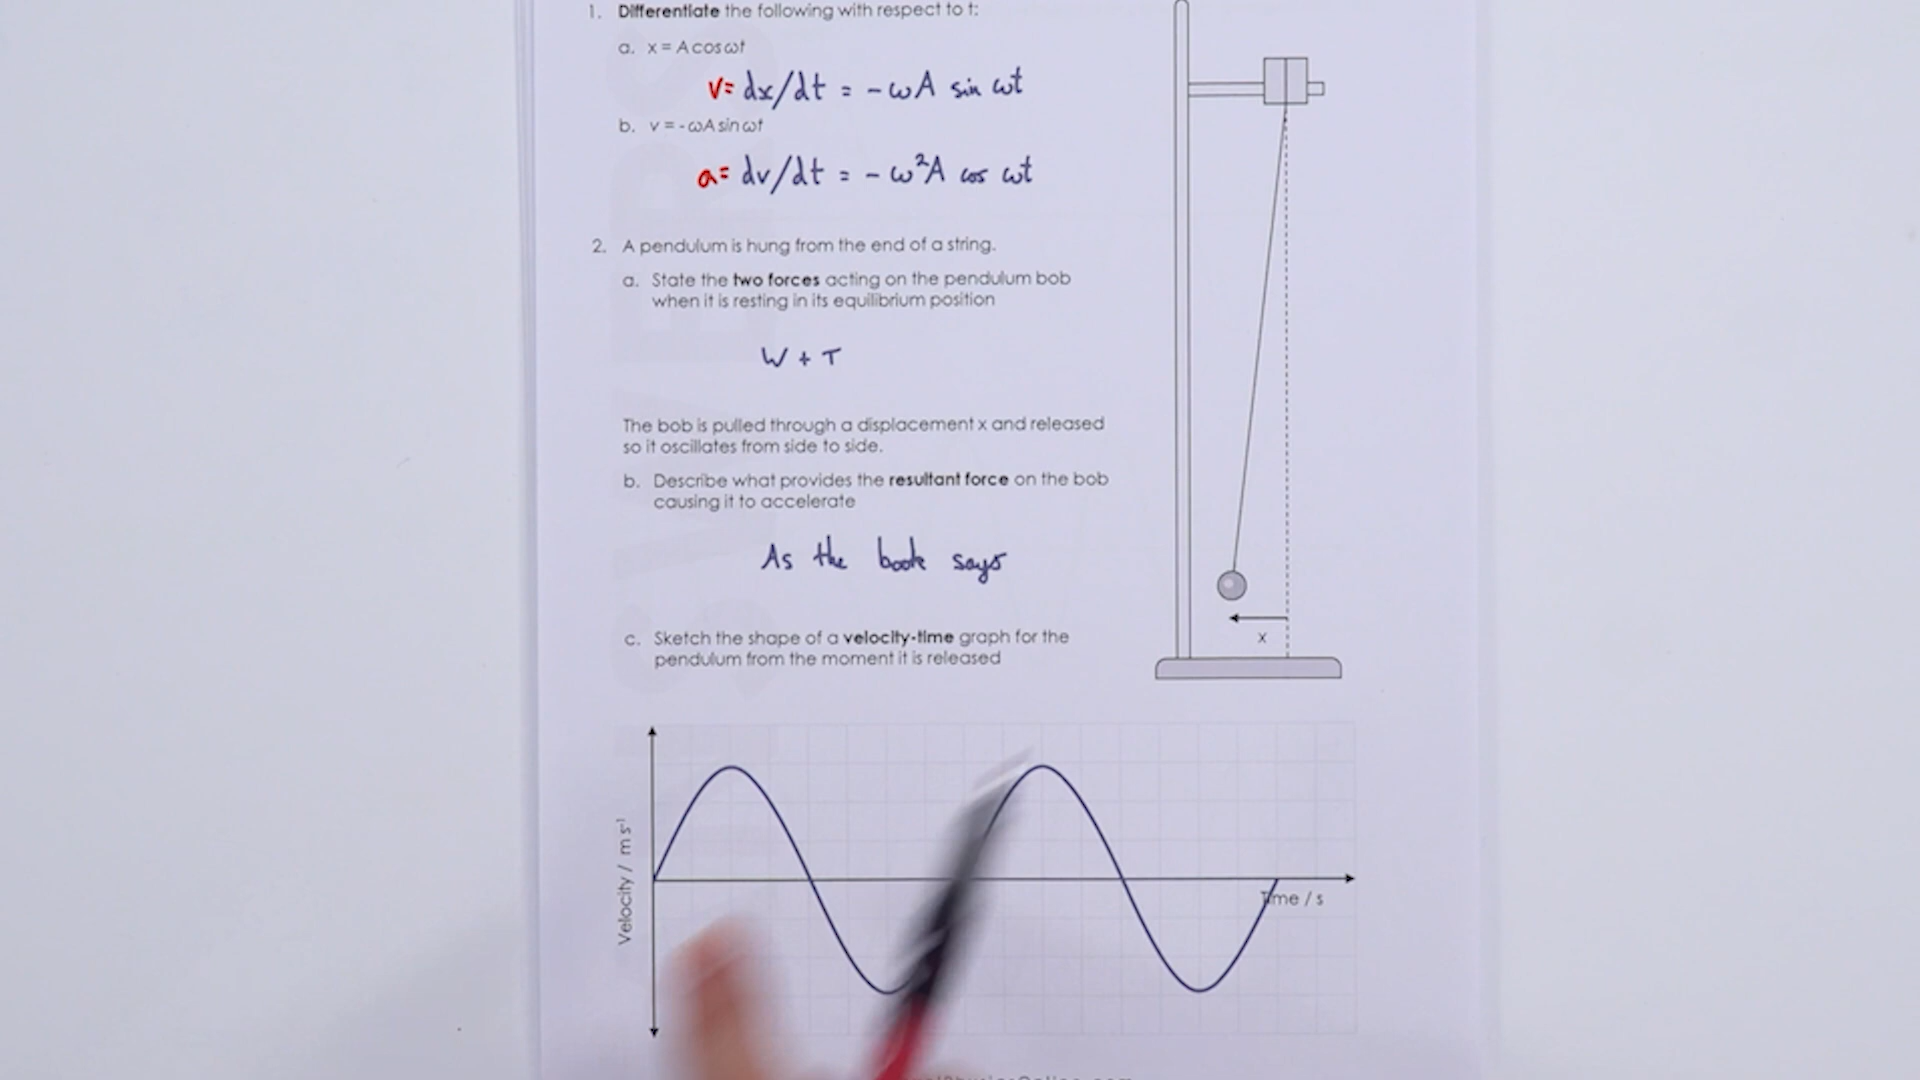 1. Differentiate the following with respect to t:
a. x = A cos ωt
v= dx/dt = - ωA sin ωt
b. v = - ωA sin ωt
a= dv/dt = - ω²A cos ωt
2. A pendulum is hung from the end of a string.
a. State the two forces acting on the pendulum bob
when it is resting in its equilibrium position
W + T
The bob is pulled through a displacement x and released
so it oscillates from side to side.
b. Describe what provides the resultant force on the bob
causing it to accelerate
As the book says
x
c. Sketch the shape of a velocity-time graph for the
pendulum from the moment it is released
Velocity / m s⁻¹
Time / s